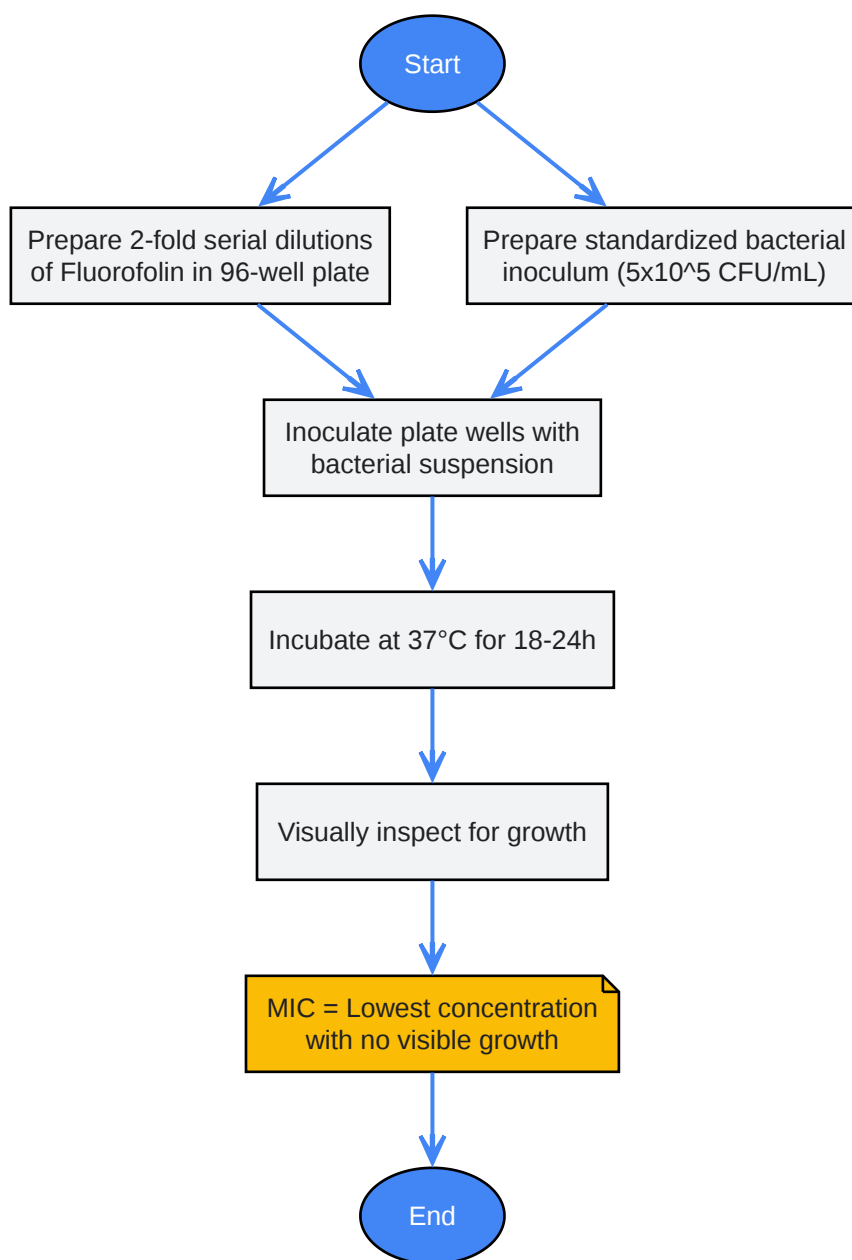 Start
Prepare 2-fold serial dilutions
of Fluorofolin in 96-well plate
Prepare standardized bacterial
inoculum (5x10^5 CFU/mL)
Inoculate plate wells with
bacterial suspension
Incubate at 37°C for 18-24h
Visually inspect for growth
MIC = Lowest concentration
with no visible growth
End